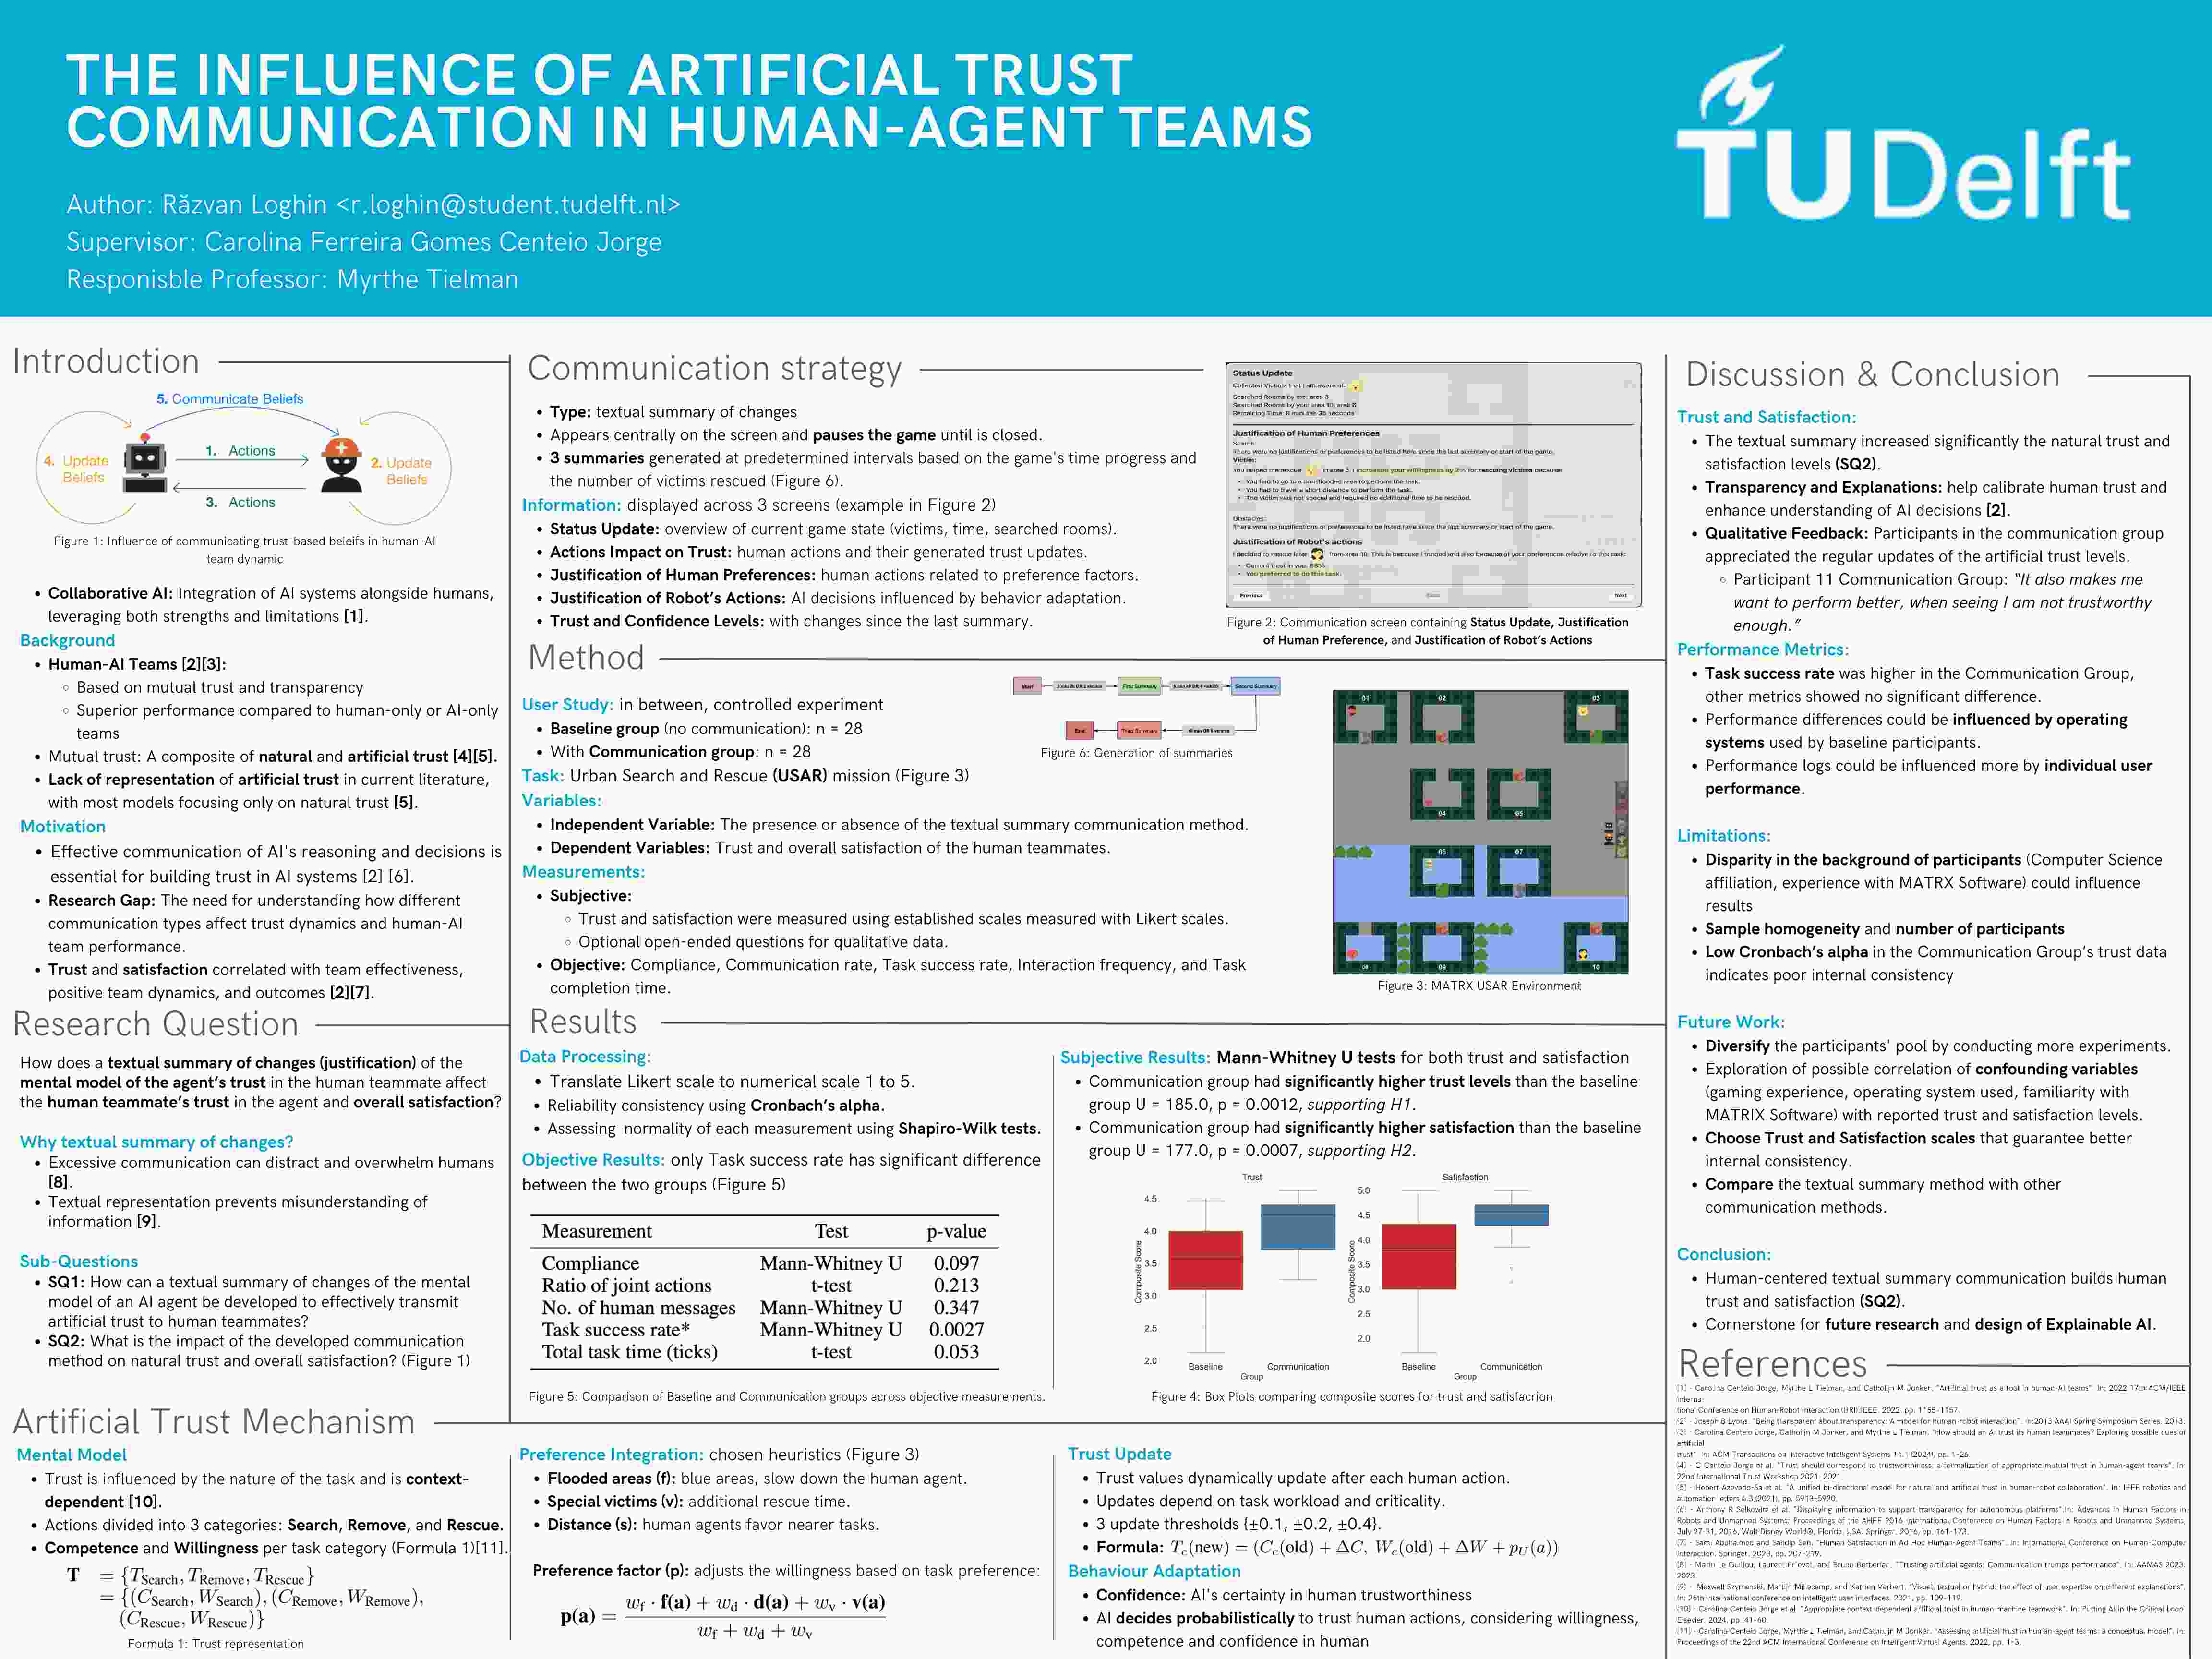 THE INFLUENCE OF ARTIFICIAL TRUST
COMMUNICATION IN HUMAN-AGENT TEAMS
Author: Răzvan Loghin <r.loghin@student.tudelft.nl>
Supervisor: Carolina Ferreira Gomes Centeio Jorge
Responisble Professor: Myrthe Tielman
TU Delft
Introduction
5. Communicate Beliefs
1. Actions
4. Update
Beliefs
2. Update
Beliefs
3. Actions
Figure 1: Influence of communicating trust-based beleifs in human-AI
team dynamic
• Collaborative AI: Integration of AI systems alongside humans,
leveraging both strengths and limitations [1].
Background
• Human-AI Teams [2][3]:
◦ Based on mutual trust and transparency
◦ Superior performance compared to human-only or AI-only
teams
• Mutual trust: A composite of natural and artificial trust [4][5].
• Lack of representation of artificial trust in current literature,
with most models focusing only on natural trust [5].
Motivation
• Effective communication of AI's reasoning and decisions is
essential for building trust in AI systems [2] [6].
• Research Gap: The need for understanding how different
communication types affect trust dynamics and human-AI
team performance.
• Trust and satisfaction correlated with team effectiveness,
positive team dynamics, and outcomes [2][7].
Research Question
How does a textual summary of changes (justification) of the
mental model of the agent's trust in the human teammate affect
the human teammate's trust in the agent and overall satisfaction?
Why textual summary of changes?
• Excessive communication can distract and overwhelm humans
[8].
• Textual representation prevents misunderstanding of
information [9].
Sub-Questions
• SQ1: How can a textual summary of changes of the mental
model of an AI agent be developed to effectively transmit
artificial trust to human teammates?
• SQ2: What is the impact of the developed communication
method on natural trust and overall satisfaction? (Figure 1)
Communication strategy
• Type: textual summary of changes
• Appears centrally on the screen and pauses the game until is closed.
• 3 summaries generated at predetermined intervals based on the game's time progress and
the number of victims rescued (Figure 6).
Information: displayed across 3 screens (example in Figure 2)
• Status Update: overview of current game state (victims, time, searched rooms).
• Actions Impact on Trust: human actions and their generated trust updates.
• Justification of Human Preferences: human actions related to preference factors.
• Justification of Robot's Actions: AI decisions influenced by behavior adaptation.
• Trust and Confidence Levels: with changes since the last summary.
Status Update
Collected Victims that I am aware of:
Searched Rooms by me: area 3
Searched Rooms by you: area 10, area 6
Remaining Time: 8 minutes 25 seconds
Justification of Human Preferences
Search:
There were no justifications or preferences to be listed here since the last summary or start of the game.
Victim:
You helped me rescue in area 3. I increased your willingness by 2% for rescuing victims because:
• You had to go to a non-flooded area to perform the task.
• You had to travel a short distance to perform the task.
• The victim was not special and required no additional time to be rescued.
Obstacles:
There were no justifications or preferences to be listed here since the last summary or start of the game.
Justification of Robot's actions
I decided to rescue later from area 10. This is because I trusted and also because of your preferences relative to this task:
• Current trust in you: 68%
• You preferred to do this task.
Previous
Close
Next
Figure 2: Communication screen containing Status Update, Justification
of Human Preference, and Justification of Robot's Actions
Method
User Study: in between, controlled experiment
• Baseline group (no communication): n = 28
• With Communication group: n = 28
Task: Urban Search and Rescue (USAR) mission (Figure 3)
Variables:
• Independent Variable: The presence or absence of the textual summary communication method.
• Dependent Variables: Trust and overall satisfaction of the human teammates.
Measurements:
• Subjective:
◦ Trust and satisfaction were measured using established scales measured with Likert scales.
◦ Optional open-ended questions for qualitative data.
• Objective: Compliance, Communication rate, Task success rate, Interaction frequency, and Task
completion time.
Start
First Summary
Second Summary
End
Third Summary
Figure 6: Generation of summaries
01
02
03
04
05
06
07
08
09
10
Figure 3: MATRX USAR Environment
Results
Data Processing:
• Translate Likert scale to numerical scale 1 to 5.
• Reliability consistency using Cronbach's alpha.
• Assessing normality of each measurement using Shapiro-Wilk tests.
Objective Results: only Task success rate has significant difference
between the two groups (Figure 5)
Measurement Test p-value
Compliance Mann-Whitney U 0.097
Ratio of joint actions t-test 0.213
No. of human messages Mann-Whitney U 0.347
Task success rate* Mann-Whitney U 0.0027
Total task time (ticks) t-test 0.053
Figure 5: Comparison of Baseline and Communication groups across objective measurements.
Subjective Results: Mann-Whitney U tests for both trust and satisfaction
• Communication group had significantly higher trust levels than the baseline
group U = 185.0, p = 0.0012, supporting H1.
• Communication group had significantly higher satisfaction than the baseline
group U = 177.0, p = 0.0007, supporting H2.
Trust
4.5
4.0
3.5
3.0
2.5
2.0
Composite Score
Baseline Communication
Group
Satisfaction
5.0
4.5
4.0
3.5
3.0
2.5
2.0
Composite Score
Baseline Communication
Group
Figure 4: Box Plots comparing composite scores for trust and satisfacrion
Artificial Trust Mechanism
Mental Model
• Trust is influenced by the nature of the task and is context-
dependent [10].
• Actions divided into 3 categories: Search, Remove, and Rescue.
• Competence and Willingness per task category (Formula 1)[11].
T = {T_Search, T_Remove, T_Rescue}
= {(C_Search, W_Search), (C_Remove, W_Remove),
(C_Rescue, W_Rescue)}
Formula 1: Trust representation
Preference Integration: chosen heuristics (Figure 3)
• Flooded areas (f): blue areas, slow down the human agent.
• Special victims (v): additional rescue time.
• Distance (s): human agents favor nearer tasks.
Preference factor (p): adjusts the willingness based on task preference:
p(a) = (w_f · f(a) + w_d · d(a) + w_v · v(a)) / (w_f + w_d + w_v)
Trust Update
• Trust values dynamically update after each human action.
• Updates depend on task workload and criticality.
• 3 update thresholds {±0.1, ±0.2, ±0.4}.
• Formula: T_c(new) = (C_c(old) + ΔC, W_c(old) + ΔW + p_U(a))
Behaviour Adaptation
• Confidence: AI's certainty in human trustworthiness
• AI decides probabilistically to trust human actions, considering willingness,
competence and confidence in human
Discussion & Conclusion
Trust and Satisfaction:
• The textual summary increased significantly the natural trust and
satisfaction levels (SQ2).
• Transparency and Explanations: help calibrate human trust and
enhance understanding of AI decisions [2].
• Qualitative Feedback: Participants in the communication group
appreciated the regular updates of the artificial trust levels.
◦ Participant 11 Communication Group: "It also makes me
want to perform better, when seeing I am not trustworthy
enough."
Performance Metrics:
• Task success rate was higher in the Communication Group,
other metrics showed no significant difference.
• Performance differences could be influenced by operating
systems used by baseline participants.
• Performance logs could be influenced more by individual user
performance.
Limitations:
• Disparity in the background of participants (Computer Science
affiliation, experience with MATRX Software) could influence
results
• Sample homogeneity and number of participants
• Low Cronbach's alpha in the Communication Group's trust data
indicates poor internal consistency
Future Work:
• Diversify the participants' pool by conducting more experiments.
• Exploration of possible correlation of confounding variables
(gaming experience, operating system used, familiarity with
MATRIX Software) with reported trust and satisfaction levels.
• Choose Trust and Satisfaction scales that guarantee better
internal consistency.
• Compare the textual summary method with other
communication methods.
Conclusion:
• Human-centered textual summary communication builds human
trust and satisfaction (SQ2).
• Cornerstone for future research and design of Explainable AI.
References
[1] - Carolina Centeio Jorge, Myrthe L Tielman, and Catholijn M Jonker. "Artificial trust as a tool in human-AI teams". In: 2022 17th ACM/IEEE
Interna-
tional Conference on Human-Robot Interaction (HRI).IEEE. 2022, pp. 1155–1157.
[2] - Joseph B Lyons. "Being transparent about transparency: A model for human-robot interaction". In:2013 AAAI Spring Symposium Series. 2013.
[3] - Carolina Centeio Jorge, Catholijn M Jonker, and Myrthe L Tielman. "How should an AI trust its human teammates? Exploring possible cues of
artificial
trust". In: ACM Transactions on Interactive Intelligent Systems 14.1 (2024), pp. 1–26.
[4] - C Centeio Jorge et al. "Trust should correspond to trustworthiness: a formalization of appropriate mutual trust in human-agent teams". In:
22nd International Trust Workshop 2021. 2021.
[5] - Hebert Azevedo-Sa et al. "A unified bi-directional model for natural and artificial trust in human-robot collaboration". In: IEEE robotics and
automation letters 6.3 (2021), pp. 5913–5920.
[6] - Anthony R Selkowitz et al. "Displaying information to support transparency for autonomous platforms".In: Advances in Human Factors in
Robots and Unmanned Systems: Proceedings of the AHFE 2016 International Conference on Human Factors in Robots and Unmanned Systems,
July 27-31, 2016, Walt Disney World®, Florida, USA. Springer. 2016, pp. 161–173.
[7] - Sami Abuhaimed and Sandip Sen. "Human Satisfaction in Ad Hoc Human-Agent Teams". In: International Conference on Human-Computer
Interaction. Springer. 2023, pp. 207–219.
[8] - Marin Le Guillou, Laurent Pr'evot, and Bruno Berberian. "Trusting artificial agents: Communication trumps performance". In: AAMAS 2023.
2023.
[9] - Maxwell Szymanski, Martijn Millecamp, and Katrien Verbert. "Visual, textual or hybrid: the effect of user expertise on different explanations".
In: 26th international conference on intelligent user interfaces. 2021, pp. 109–119.
[10] - Carolina Centeio Jorge et al. "Appropriate context-dependent artificial trust in human-machine teamwork". In: Putting AI in the Critical Loop.
Elsevier, 2024, pp. 41–60.
[11] - Carolina Centeio Jorge, Myrthe L Tielman, and Catholijn M Jonker. "Assessing artificial trust in human-agent teams: a conceptual model". In:
Proceedings of the 22nd ACM International Conference on Intelligent Virtual Agents. 2022, pp. 1–3.